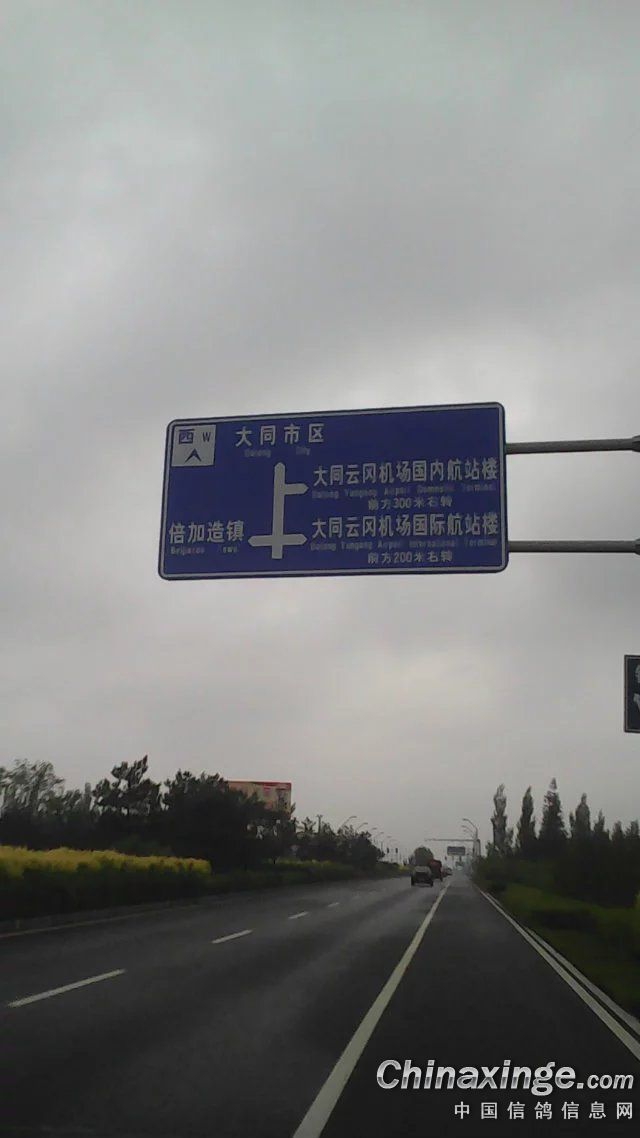 西 W
大同市区
Datong City
大同云冈机场国内航站楼
Datong Yungang Airport Domestic Terminal
前方300米右转
倍加造镇
大同云冈机场国际航站楼
Datong Yungang Airport International Terminal
前方200米右转
Chinaxinge.com
中国信鸽信息网